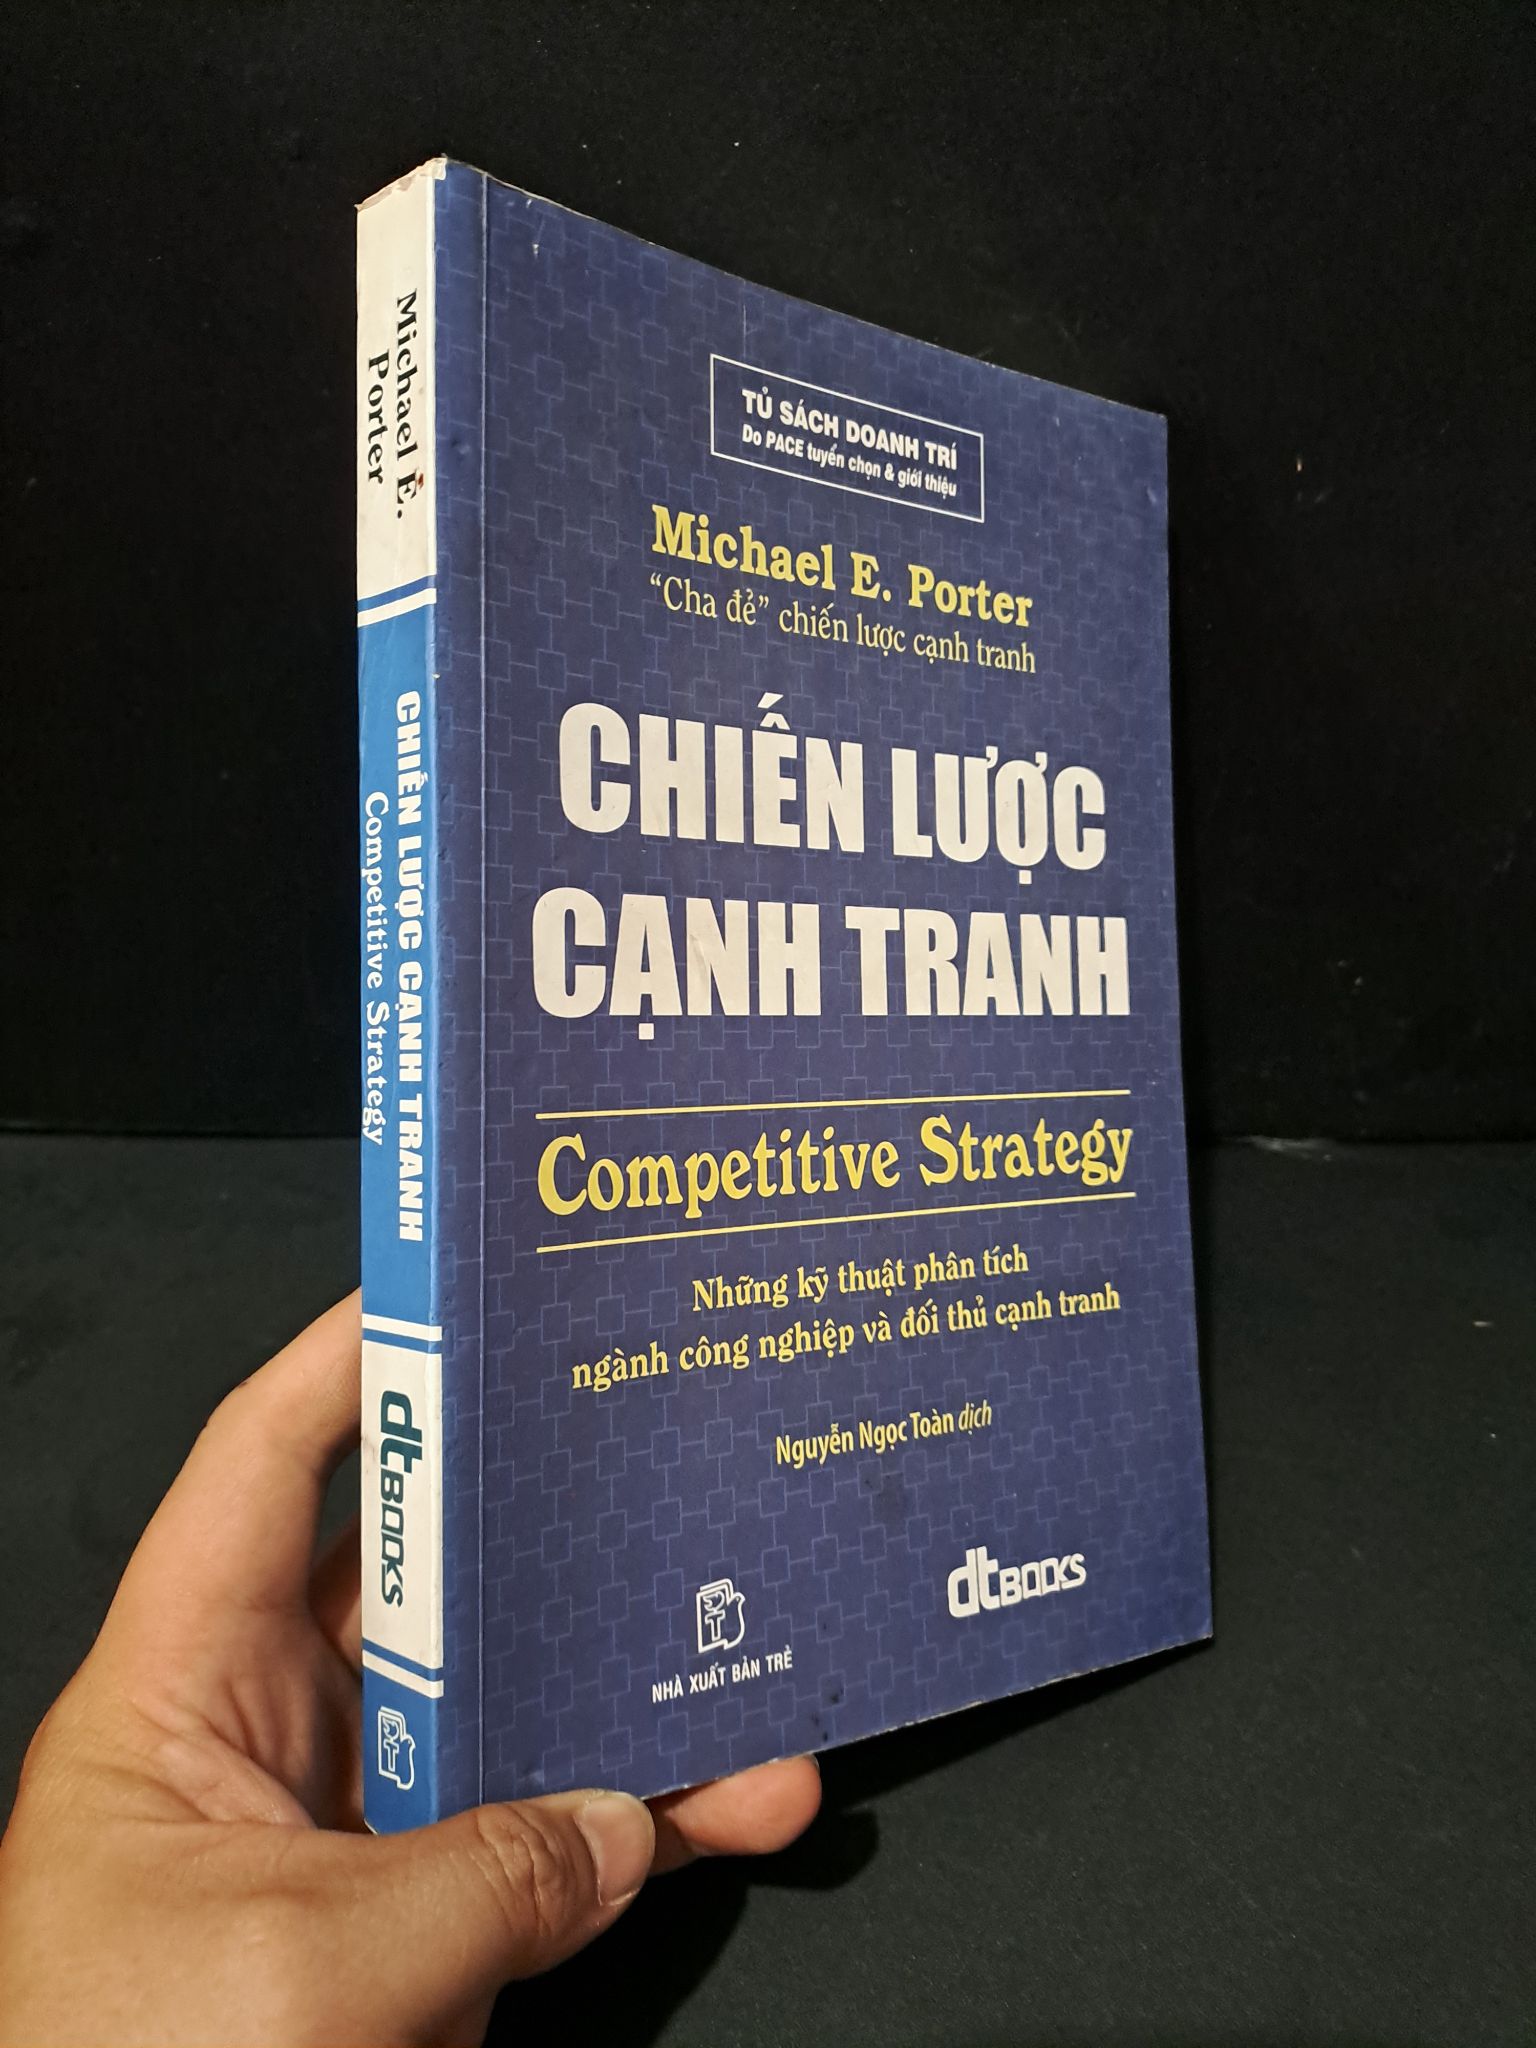 Michael E.
Porter
CHIẾN LƯỢC CẠNH TRANH
Competitive Strategy
dtBOOKS
TỦ SÁCH DOANH TRÍ
Do PACE tuyển chọn & giới thiệu
Michael E. Porter
“Cha đẻ” chiến lược cạnh tranh
CHIẾN LƯỢC
CẠNH TRANH
Competitive Strategy
Những kỹ thuật phân tích
ngành công nghiệp và đối thủ cạnh tranh
Nguyễn Ngọc Toàn dịch
NHÀ XUẤT BẢN TRẺ
dtBOOKS